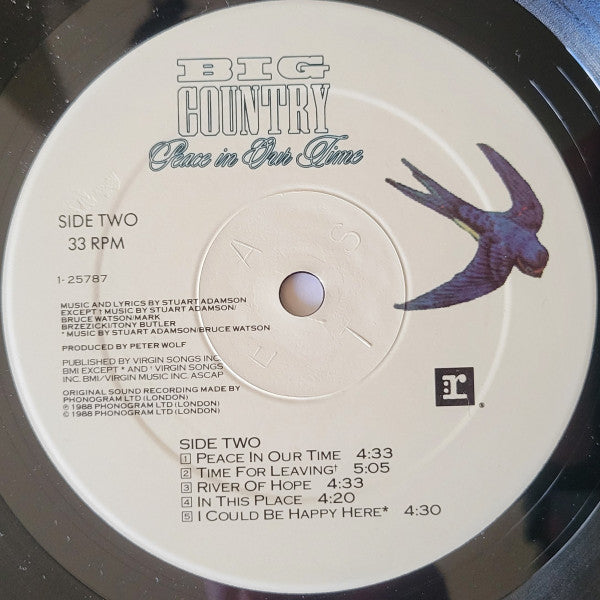 BIG
COUNTRY
Peace in Our Time
SIDE TWO
33 RPM
1-25787
MUSIC AND LYRICS BY STUART ADAMSON
EXCEPT † MUSIC BY STUART ADAMSON/
BRUCE WATSON/MARK
BRZEZICKI/TONY BUTLER
* MUSIC BY STUART ADAMSON/BRUCE WATSON
PRODUCED BY PETER WOLF
PUBLISHED BY VIRGIN SONGS INC.
BMI EXCEPT * AND † VIRGIN SONGS
INC. BMI/VIRGIN MUSIC INC. ASCAP
ORIGINAL SOUND RECORDING MADE BY
PHONOGRAM LTD (LONDON)
℗ 1988 PHONOGRAM LTD (LONDON)
© 1988 PHONOGRAM LTD (LONDON)
r®
SIDE TWO
1 PEACE IN OUR TIME 4:33
2 TIME FOR LEAVING† 5:05
3 RIVER OF HOPE 4:33
4 IN THIS PLACE 4:20
5 I COULD BE HAPPY HERE* 4:30